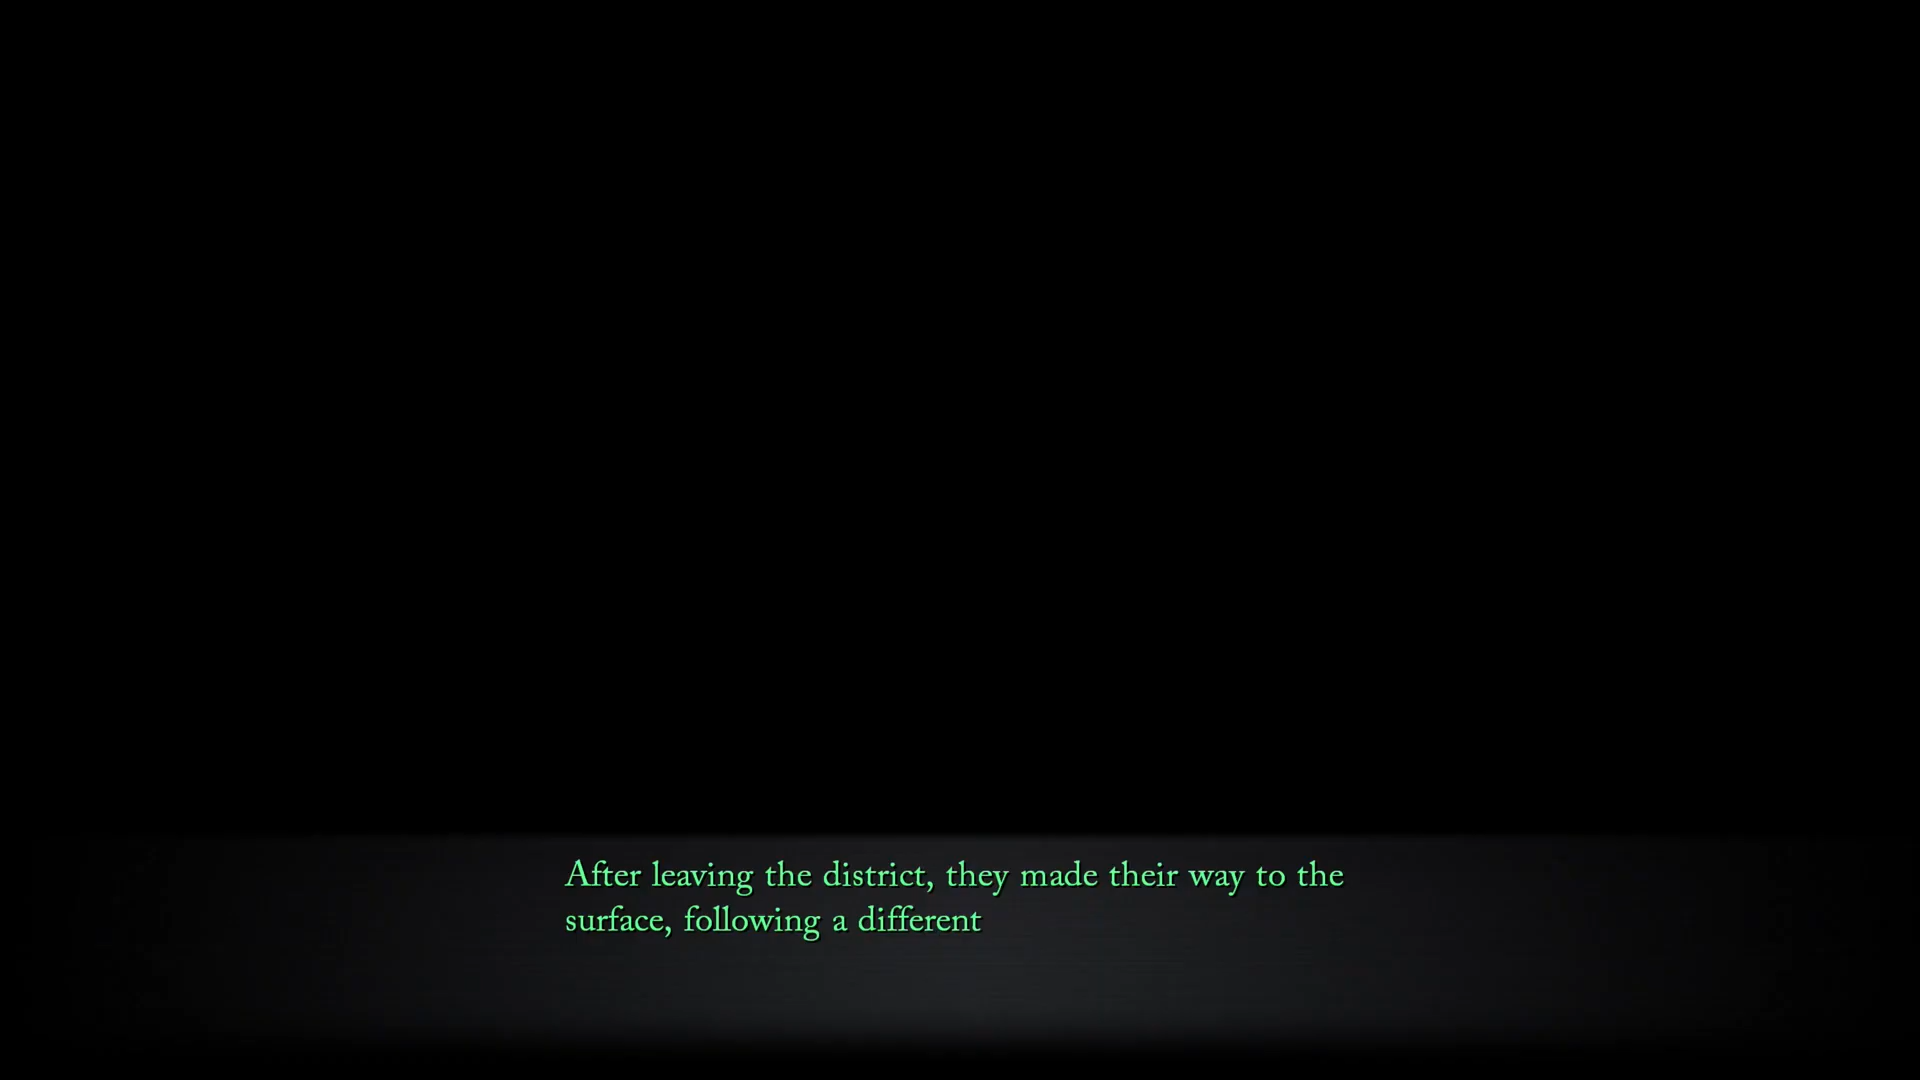 After leaving the district, they made their way to the
surface, following a different